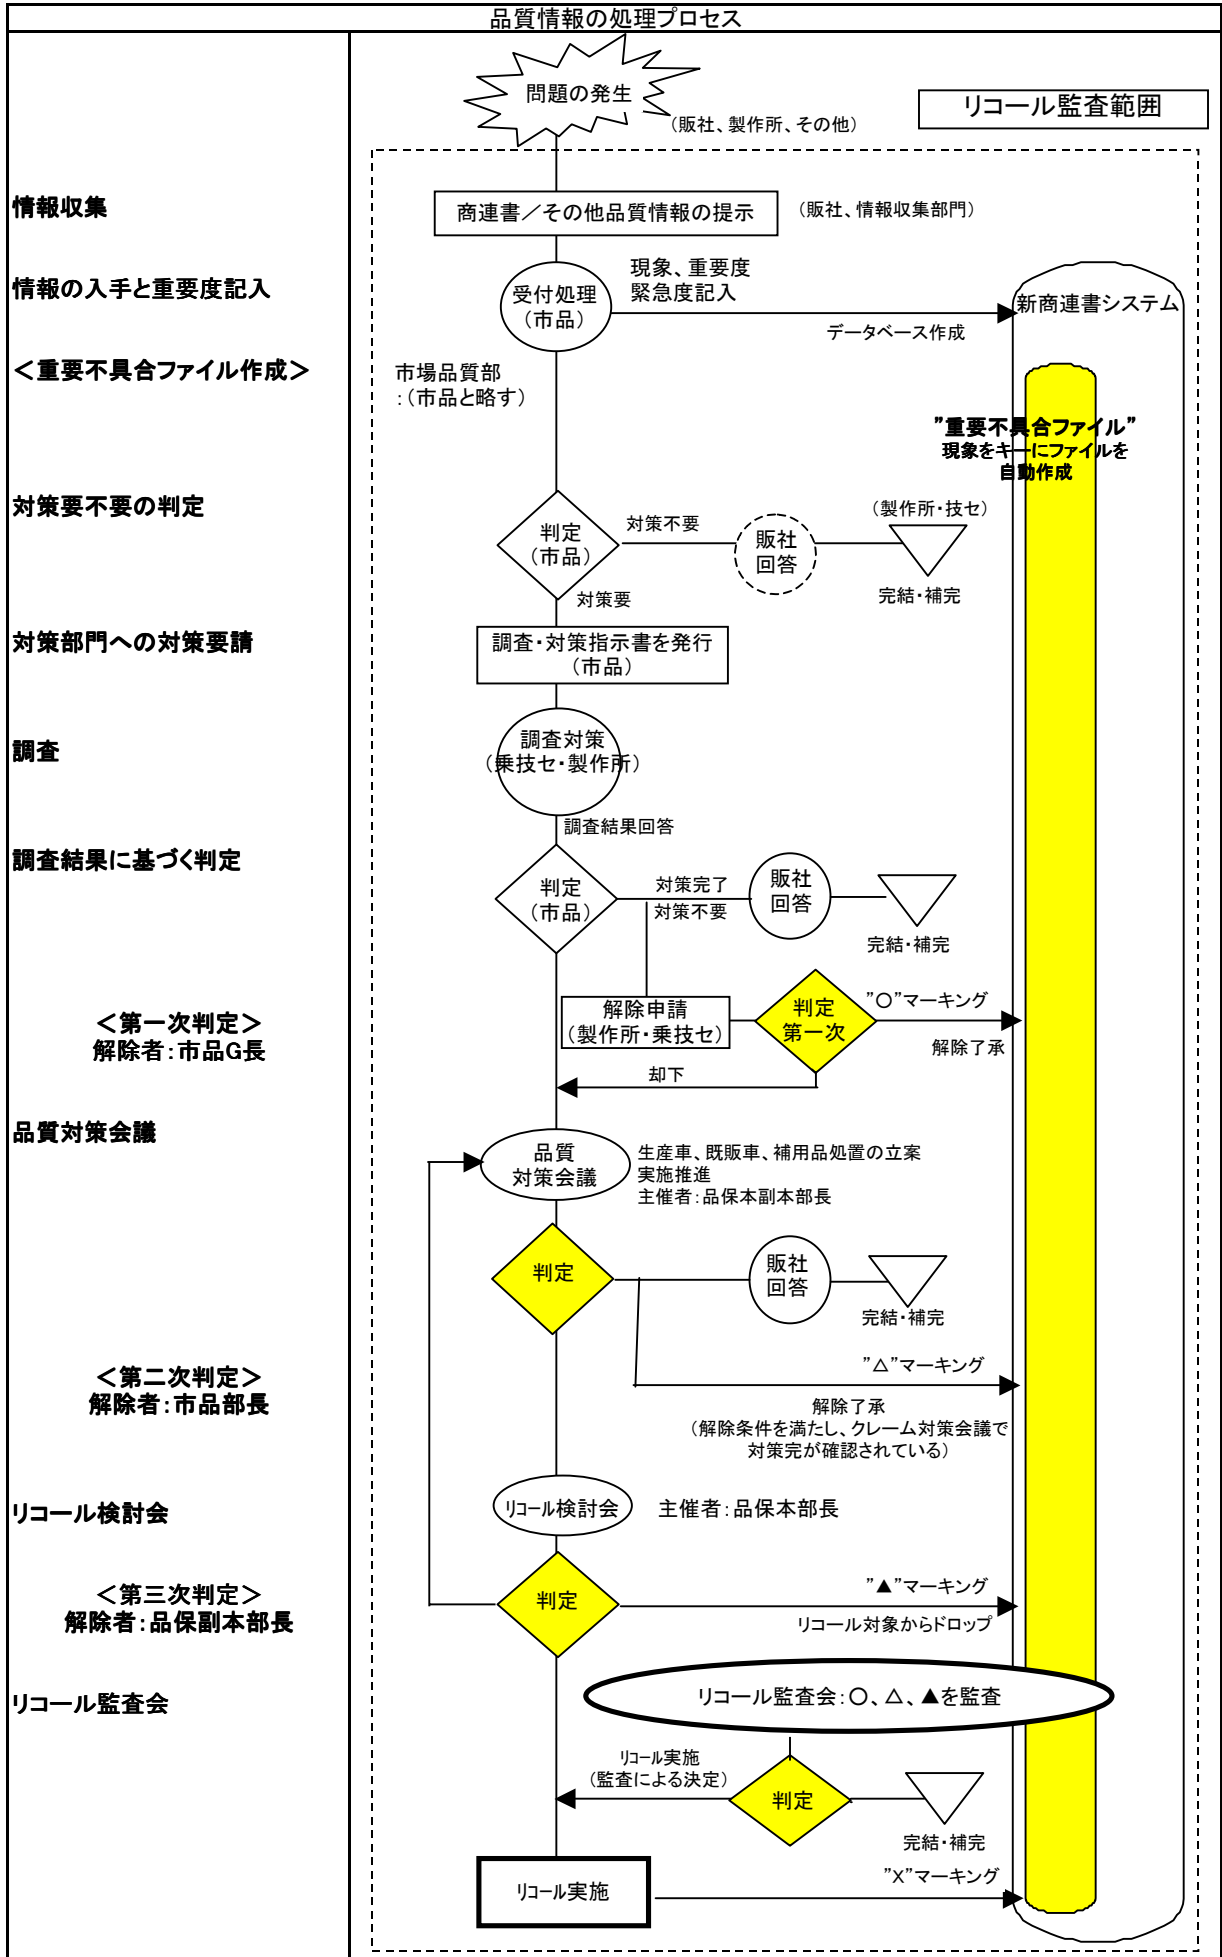 品質情報の処理プロセス
問題の発生
リコール監査範囲
(販社、製作所、その他)
情報収集
商連書／その他品質情報の提示
(販社、情報収集部門)
情報の入手と重要度記入
受付処理
(市品)
現象、重要度
緊急度記入
新商連書システム
データベース作成
＜重要不具合ファイル作成＞
市場品質部
:(市品と略す)
”重要不具合ファイル”
現象をキーにファイルを
自動作成
対策要不要の判定
判定
(市品)
対策不要
販社
回答
(製作所・技セ)
完結・補完
対策要
対策部門への対策要請
調査・対策指示書を発行
(市品)
調査
調査対策
(乗技セ・製作所)
調査結果回答
調査結果に基づく判定
判定
(市品)
対策完了
対策不要
販社
回答
完結・補完
＜第一次判定＞
解除者:市品G長
解除申請
(製作所・乗技セ)
判定
第一次
”○”マーキング
解除了承
却下
品質対策会議
品質
対策会議
生産車、既販車、補用品処置の立案
実施推進
主催者:品保本副本部長
判定
販社
回答
完結・補完
＜第二次判定＞
解除者:市品部長
”△”マーキング
解除了承
(解除条件を満たし、クレーム対策会議で
対策完が確認されている)
リコール検討会
リコール検討会
主催者:品保本部長
＜第三次判定＞
解除者:品保副本部長
判定
”▲”マーキング
リコール対象からドロップ
リコール監査会
リコール監査会:○、△、▲を監査
リコール実施
(監査による決定)
判定
完結・補完
リコール実施
”X”マーキング